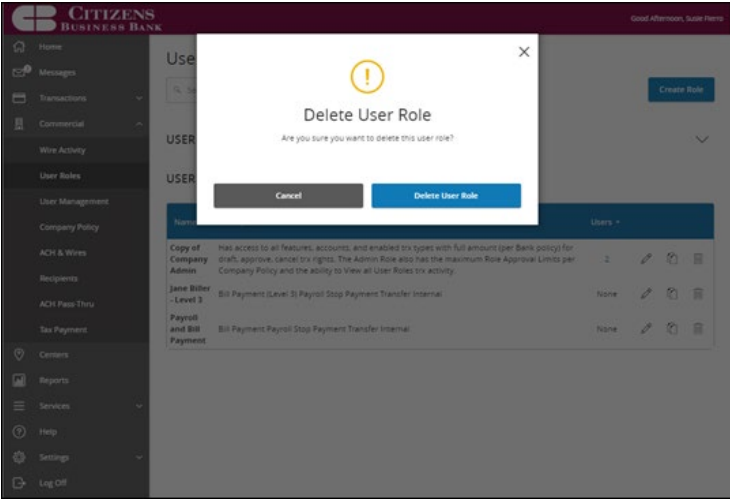 CITIZENS
BUSINESS BANK
Good Afternoon, Susie Pierro
Home
Messages
Transactions
Commercial
Wire Activity
User Roles
User Management
Company Policy
ACH & Wires
Recipients
ACH Pass-Thru
Tax Payment
Centers
Reports
Services
Help
Settings
Log Off
Use
Create Role
USER
USER
Delete User Role
Are you sure you want to delete this user role?
Cancel
Delete User Role
Name
Users
Copy of
Company
Admin
Has access to all features, accounts, and enabled trx types with full amount (per Bank policy) for
draft, approve, cancel trx rights. The Admin Role also has the maximum Role Approval Limits per
Company Policy and the ability to View all User Roles trx activity.
2
Jane Biller
- Level 3
Bill Payment (Level 3) Payroll Stop Payment Transfer Internal
None
Payroll
and Bill
Payment
Bill Payment Payroll Stop Payment Transfer Internal
None